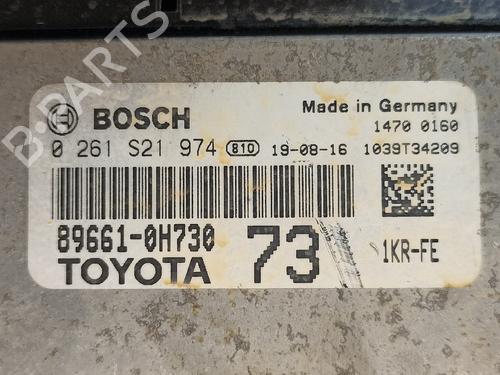 B-PARTS
BOSCH
Made in Germany
1470 0160
0 261 S21 974 810 19-08-16 1039T34209
89661-0H730
TOYOTA 73 1KR-FE